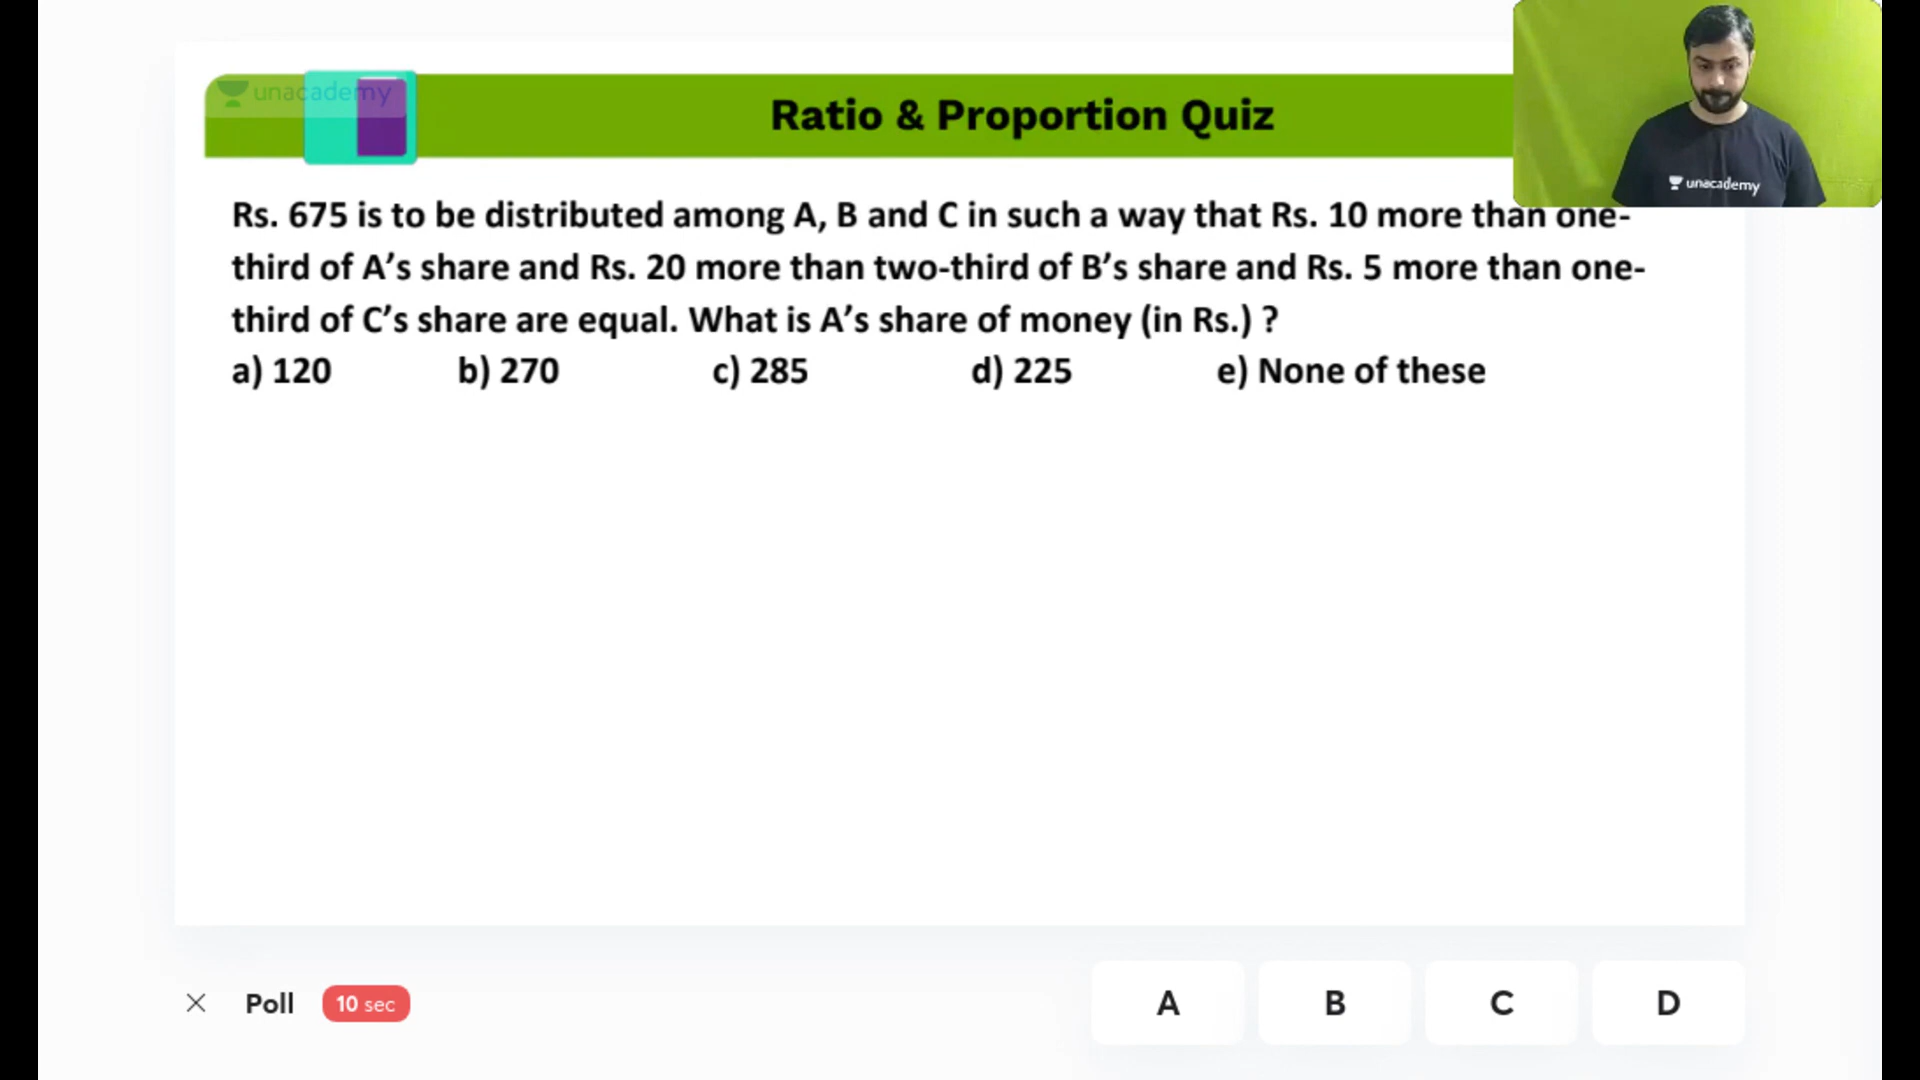 unacademy
Ratio & Proportion Quiz
unacademy
Rs. 675 is to be distributed among A, B and C in such a way that Rs. 10 more than one-
third of A’s share and Rs. 20 more than two-third of B’s share and Rs. 5 more than one-
third of C’s share are equal. What is A’s share of money (in Rs.) ?
a) 120 b) 270 c) 285 d) 225 e) None of these
Poll 10 sec A B C D